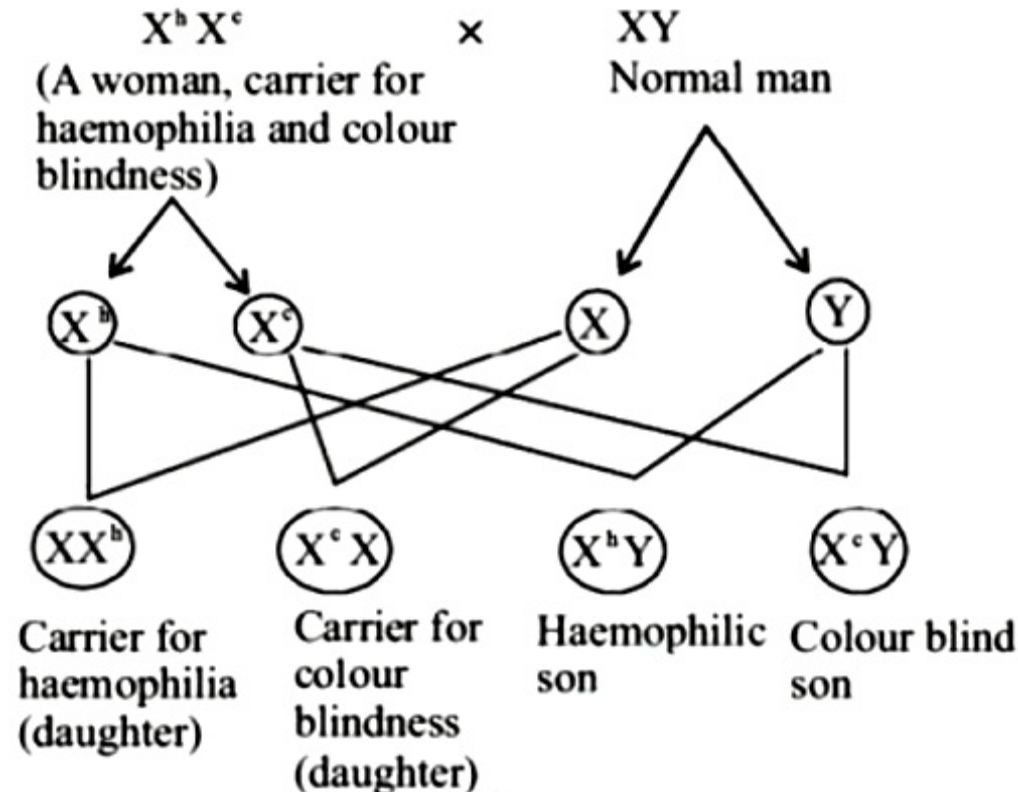 XʰXᶜ × XY
(A woman, carrier for
haemophilia and colour
blindness)
Normal man
Xʰ Xᶜ X Y
XXʰ XᶜX XʰY XᶜY
Carrier for
haemophilia
(daughter)
Carrier for
colour
blindness
(daughter)
Haemophilic
son
Colour blind
son